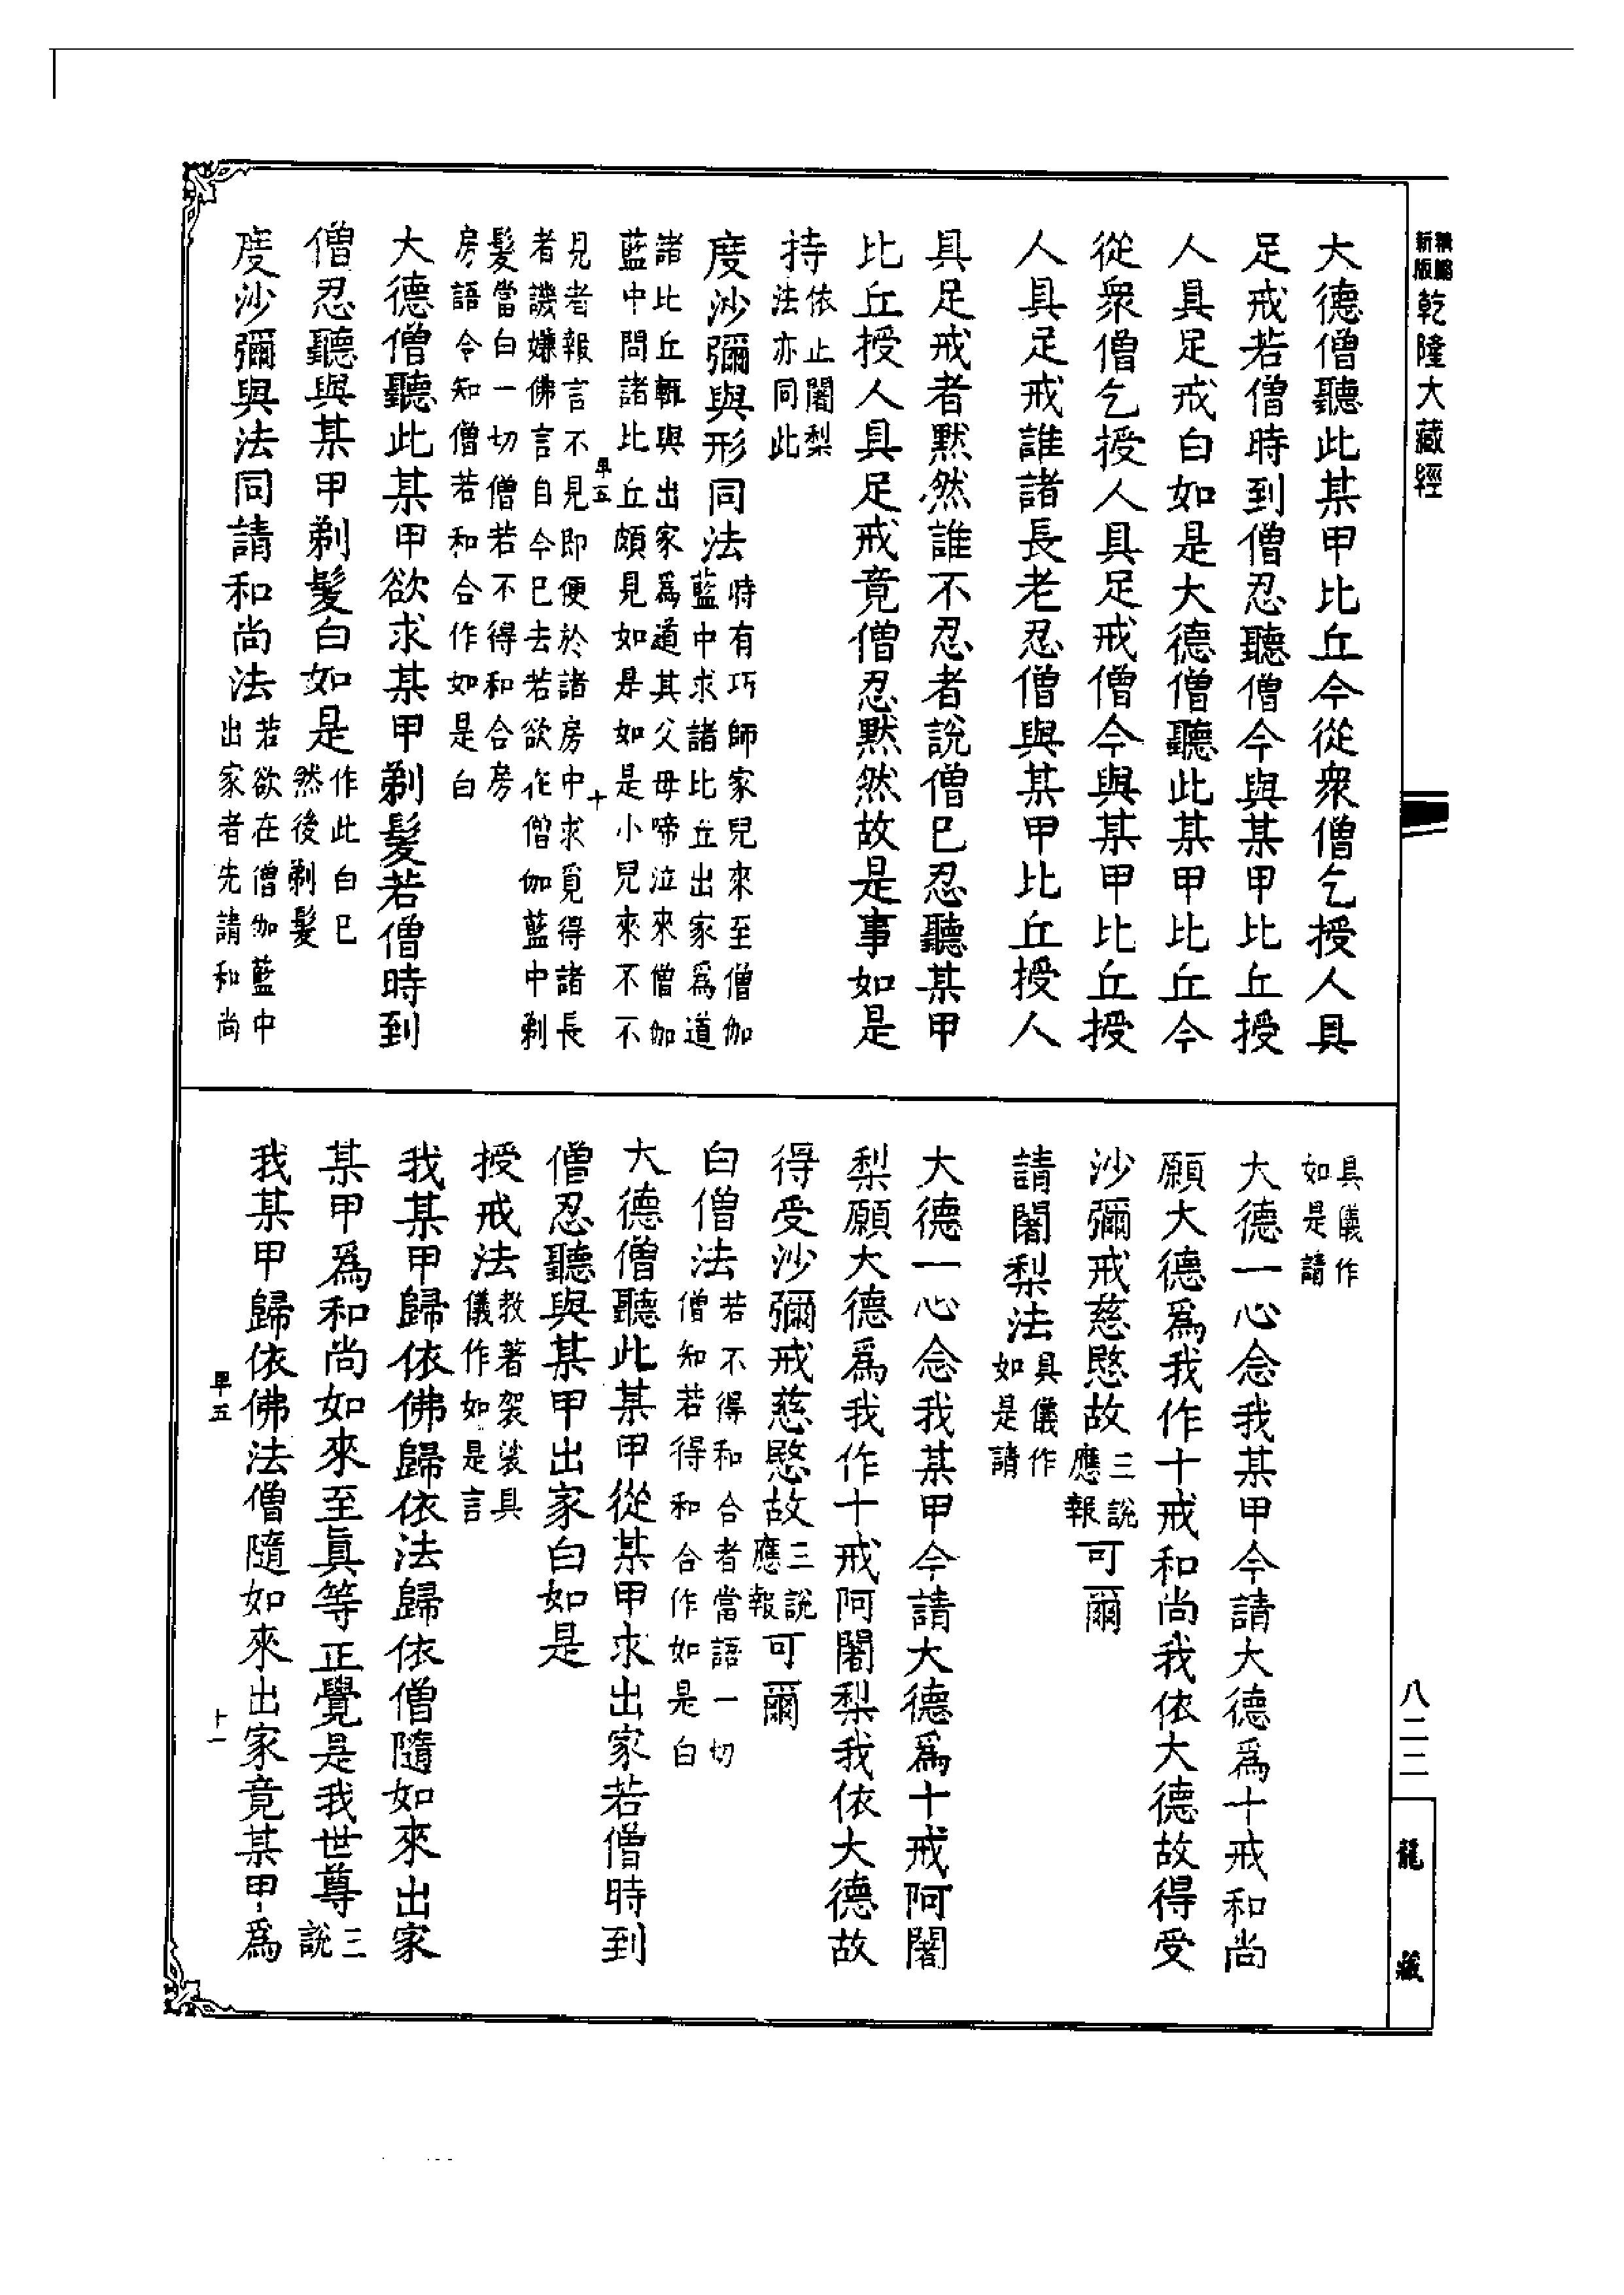 新版
乾隆大藏經
大德僧聽此某甲比丘今從衆僧乞授人具
足戒若僧時到僧忍聽僧今與某甲比丘授
人具足戒白如是大德僧聽此某甲比丘今
從衆僧乞授人具足戒僧今與某甲比丘授
人具足戒誰諸長老忍僧與某甲比丘授人
具足戒者默然誰不忍者說僧已忍聽某甲
比丘授人具足戒竟僧忍默然故是事如是
持依止闍梨
法亦同此
度沙彌與形同法時有巧師家兒來至僧伽
藍中求諸比丘出家爲道
諸比丘輒與出家爲道其父母啼泣來僧伽
藍中問諸比丘頗見如是如是小兒來不不
早五
十
見者報言不見即便於諸房中求覓得諸長
者譏嫌佛言自今已去若欲在僧伽藍中剃
髮當白一切僧若不得和合房
房語令知僧若和合作如是白
大德僧聽此某甲欲求某甲剃髮若僧時到
僧忍聽與某甲剃髮白如是作此白已
然後剃髮
度沙彌與法同請和尚法若欲在僧伽藍中
出家者先請和尚
八二二
龍藏
具儀作
如是請
大德一心念我某甲今請大德爲十戒和尚
願大德爲我作十戒和尚我依大德故得受
沙彌戒慈愍故三說
應報可爾
請闍梨法具儀作
如是請
大德一心念我某甲今請大德爲十戒阿闍
梨願大德爲我作十戒阿闍梨我依大德故
得受沙彌戒慈愍故三說
應報可爾
白僧法若不得和合者當語一切
僧知若得和合作如是白
大德僧聽此某甲從某甲求出家若僧時到
僧忍聽與某甲出家白如是
授戒法教著袈裟具
儀作如是言
我某甲歸依佛歸依法歸依僧隨如來出家
某甲爲和尚如來至眞等正覺是我世尊三
說
我某甲歸依佛法僧隨如來出家竟某甲爲
早五
十一